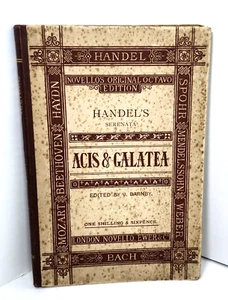 HANDEL
NOVELLO'S ORIGINAL OCTAVO
EDITION
HANDEL'S
SERENATA
ACIS & GALATEA
EDITED BY J. BARNBY.
ONE SHILLING & SIXPENCE
LONDON NOVELLO, EWER & Co
BACH
MOZART
BEETHOVEN
HAYDN
SPOHR
MENDELSSOHN
WEBER